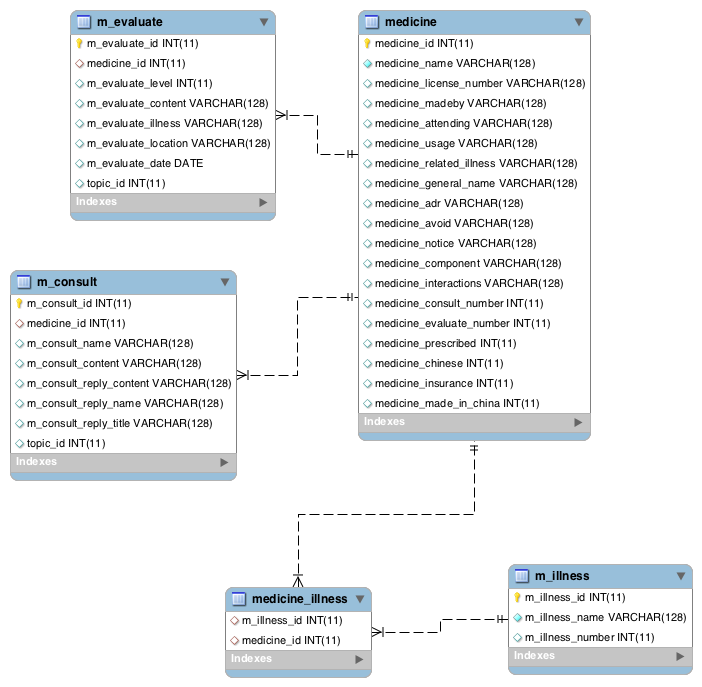 m_evaluate
m_evaluate_id INT(11)
medicine_id INT(11)
m_evaluate_level INT(11)
m_evaluate_content VARCHAR(128)
m_evaluate_illness VARCHAR(128)
m_evaluate_location VARCHAR(128)
m_evaluate_date DATE
topic_id INT(11)
Indexes
medicine
medicine_id INT(11)
medicine_name VARCHAR(128)
medicine_license_number VARCHAR(128)
medicine_madeby VARCHAR(128)
medicine_attending VARCHAR(128)
medicine_usage VARCHAR(128)
medicine_related_illness VARCHAR(128)
medicine_general_name VARCHAR(128)
medicine_adr VARCHAR(128)
medicine_avoid VARCHAR(128)
medicine_notice VARCHAR(128)
medicine_component VARCHAR(128)
medicine_interactions VARCHAR(128)
medicine_consult_number INT(11)
medicine_evaluate_number INT(11)
medicine_prescribed INT(11)
medicine_chinese INT(11)
medicine_insurance INT(11)
medicine_made_in_china INT(11)
Indexes
m_consult
m_consult_id INT(11)
medicine_id INT(11)
m_consult_name VARCHAR(128)
m_consult_content VARCHAR(128)
m_consult_reply_content VARCHAR(128)
m_consult_reply_name VARCHAR(128)
m_consult_reply_title VARCHAR(128)
topic_id INT(11)
Indexes
medicine_illness
m_illness_id INT(11)
medicine_id INT(11)
Indexes
m_illness
m_illness_id INT(11)
m_illness_name VARCHAR(128)
m_illness_number INT(11)
Indexes